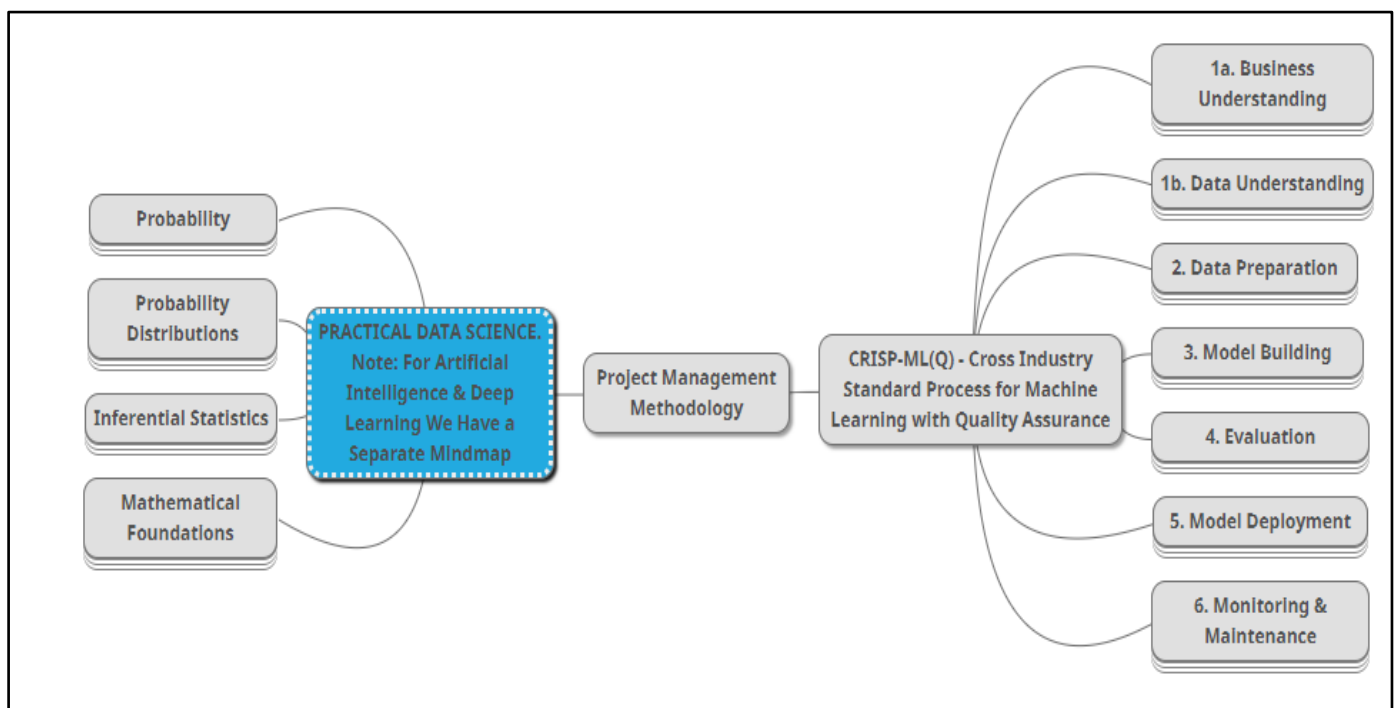 Probability
Probability
Distributions
Inferential Statistics
Mathematical
Foundations
PRACTICAL DATA SCIENCE.
Note: For Artificial
Intelligence & Deep
Learning We Have a
Separate Mindmap
Project Management
Methodology
CRISP-ML(Q) - Cross Industry
Standard Process for Machine
Learning with Quality Assurance
1a. Business
Understanding
1b. Data Understanding
2. Data Preparation
3. Model Building
4. Evaluation
5. Model Deployment
6. Monitoring &
Maintenance